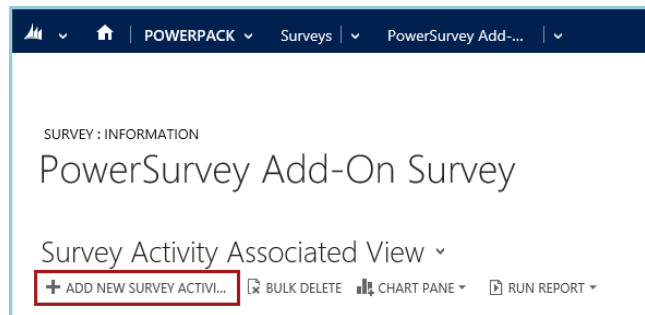 POWERPACK Surveys PowerSurvey Add-...
SURVEY : INFORMATION
PowerSurvey Add-On Survey
Survey Activity Associated View
ADD NEW SURVEY ACTIVI... BULK DELETE CHART PANE RUN REPORT